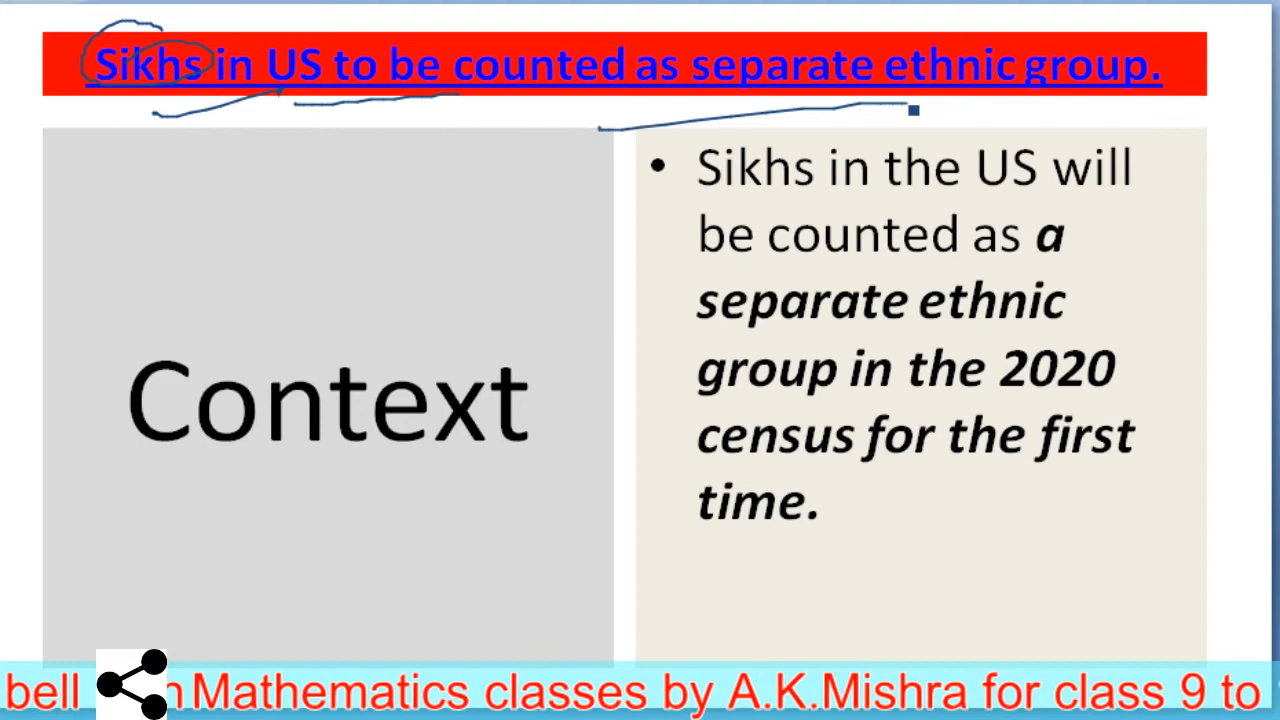 Sikhs in US to be counted as separate ethnic group.
Context
• Sikhs in the US will
be counted as a
separate ethnic
group in the 2020
census for the first
time.
bell Mathematics classes by A.K.Mishra for class 9 to